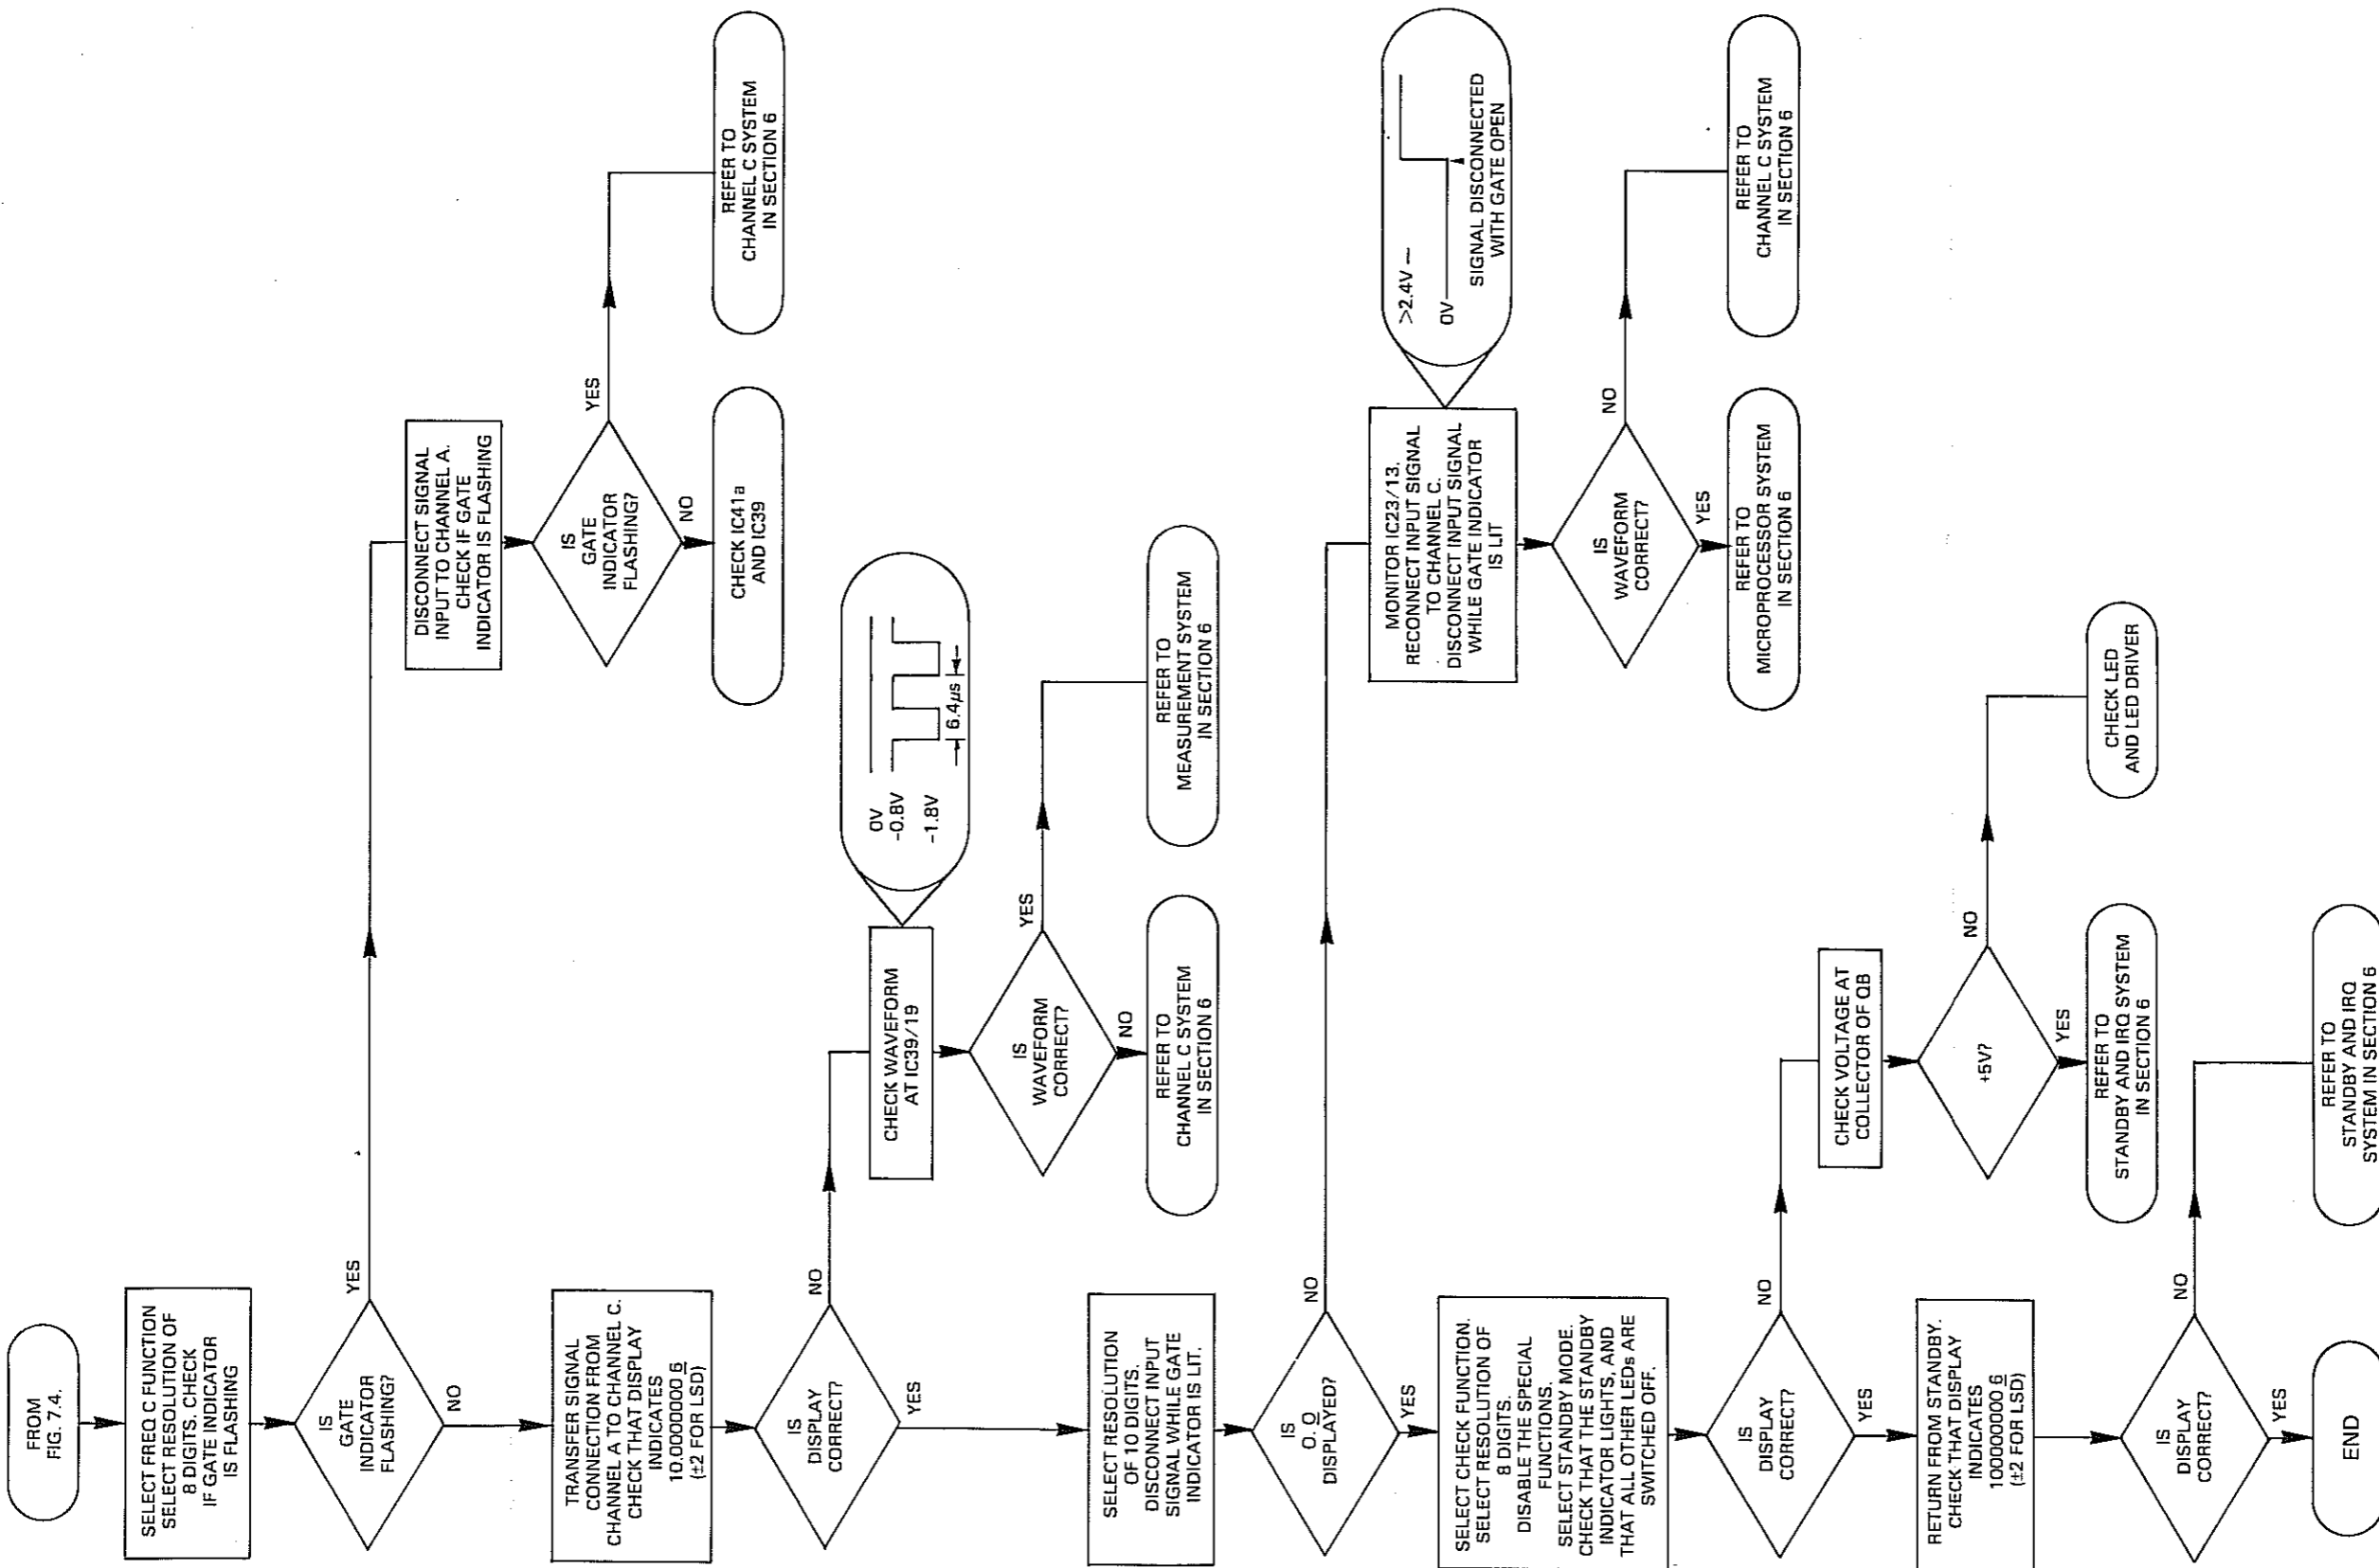 FROM
FIG. 7.4.
SELECT FREQ C FUNCTION
SELECT RESOLUTION OF
8 DIGITS. CHECK
IF GATE INDICATOR
IS FLASHING
IS
GATE
INDICATOR
FLASHING?
YES
NO
DISCONNECT SIGNAL
INPUT TO CHANNEL A.
CHECK IF GATE
INDICATOR IS FLASHING
IS
GATE
INDICATOR
FLASHING?
YES
NO
REFER TO
CHANNEL C SYSTEM
IN SECTION 6
CHECK IC41a
AND IC39
TRANSFER SIGNAL
CONNECTION FROM
CHANNEL A TO CHANNEL C.
CHECK THAT DISPLAY
INDICATES
10.0000000 6
(±2 FOR LSD)
IS
DISPLAY
CORRECT?
NO
YES
CHECK WAVEFORM
AT IC39/19
0V
-0.8V
-1.8V
6.4µs
IS
WAVEFORM
CORRECT?
YES
NO
REFER TO
MEASUREMENT SYSTEM
IN SECTION 6
REFER TO
CHANNEL C SYSTEM
IN SECTION 6
SELECT RESOLUTION
OF 10 DIGITS.
DISCONNECT INPUT
SIGNAL WHILE GATE
INDICATOR IS LIT.
IS
0. 0
DISPLAYED?
NO
YES
MONITOR IC23/13.
RECONNECT INPUT SIGNAL
TO CHANNEL C.
DISCONNECT INPUT SIGNAL
WHILE GATE INDICATOR
IS LIT
>2.4V
0V
SIGNAL DISCONNECTED
WITH GATE OPEN
IS
WAVEFORM
CORRECT?
NO
YES
REFER TO
CHANNEL C SYSTEM
IN SECTION 6
REFER TO
MICROPROCESSOR SYSTEM
IN SECTION 6
SELECT CHECK FUNCTION.
SELECT RESOLUTION OF
8 DIGITS.
DISABLE THE SPECIAL
FUNCTIONS.
SELECT STANDBY MODE.
CHECK THAT THE STANDBY
INDICATOR LIGHTS, AND
THAT ALL OTHER LEDs ARE
SWITCHED OFF.
IS
DISPLAY
CORRECT?
NO
YES
CHECK VOLTAGE AT
COLLECTOR OF QB
+5V?
NO
YES
CHECK LED
AND LED DRIVER
REFER TO
STANDBY AND IRQ SYSTEM
IN SECTION 6
RETURN FROM STANDBY.
CHECK THAT DISPLAY
INDICATES
10.0000000 6
(±2 FOR LSD)
IS
DISPLAY
CORRECT?
NO
YES
REFER TO
STANDBY AND IRQ
SYSTEM IN SECTION 6
END